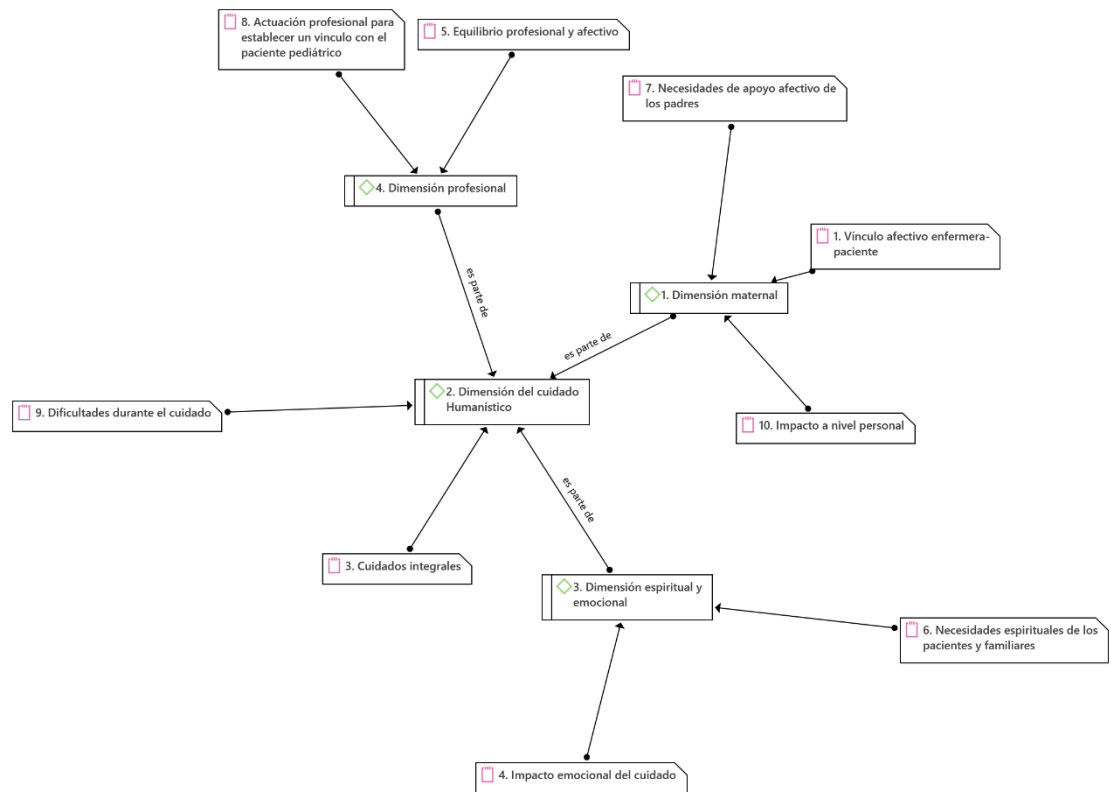 8. Actuación profesional para
establecer un vinculo con el
paciente pediátrico
5. Equilibrio profesional y afectivo
7. Necesidades de apoyo afectivo de
los padres
4. Dimensión profesional
1. Vínculo afectivo enfermera-
paciente
es parte de
1. Dimensión maternal
es parte de
2. Dimensión del cuidado
Humanístico
9. Dificultades durante el cuidado
10. Impacto a nivel personal
es parte de
3. Cuidados integrales
3. Dimensión espiritual y
emocional
6. Necesidades espirituales de los
pacientes y familiares
4. Impacto emocional del cuidado